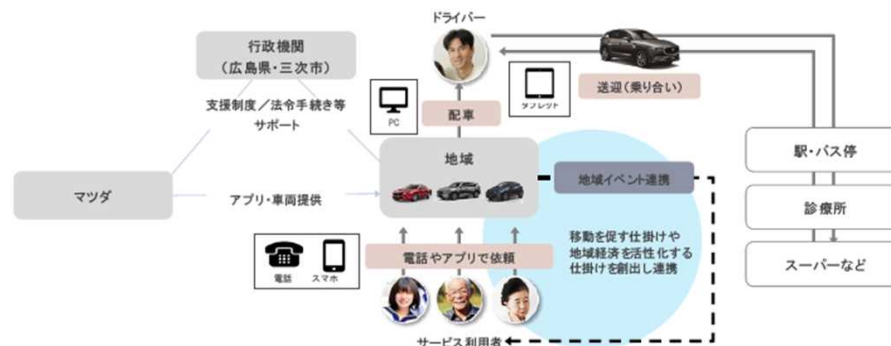 ドライバー
行政機関
（広島県・三次市）
支援制度／法令手続き等
サポート
PC
配車
タブレット
送迎（乗り合い）
マツダ
アプリ・車両提供
地域
地域イベント連携
駅・バス停
診療所
スーパーなど
移動を促す仕掛けや
地域経済を活性化する
仕掛けを創出し連携
電話
スマホ
電話やアプリで依頼
サービス利用者